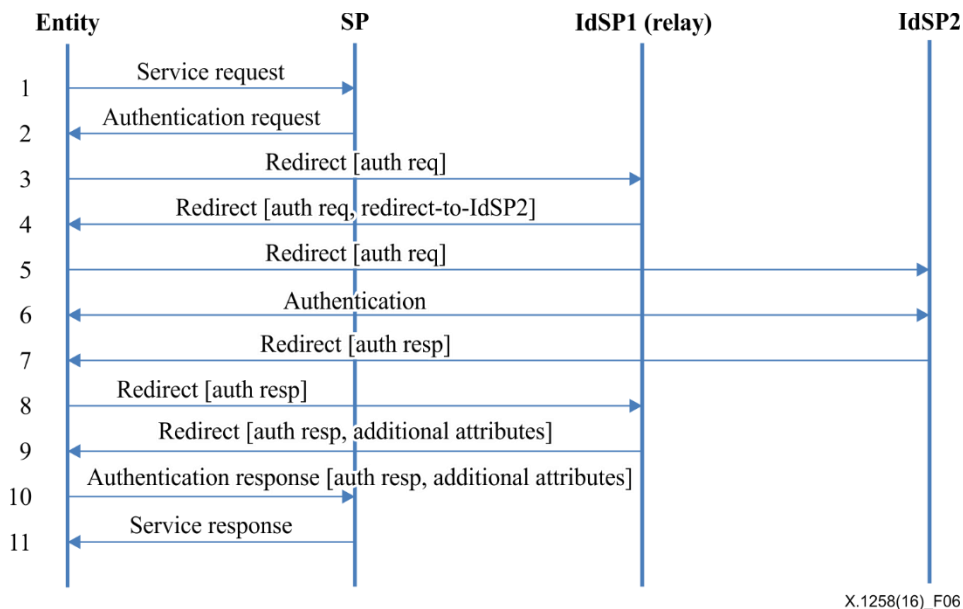 Entity SP IdSP1 (relay) IdSP2
1 Service request
2 Authentication request
3 Redirect [auth req]
4 Redirect [auth req, redirect-to-IdSP2]
5 Redirect [auth req]
6 Authentication
7 Redirect [auth resp]
8 Redirect [auth resp]
9 Redirect [auth resp, additional attributes]
10 Authentication response [auth resp, additional attributes]
11 Service response
X.1258(16)_F06